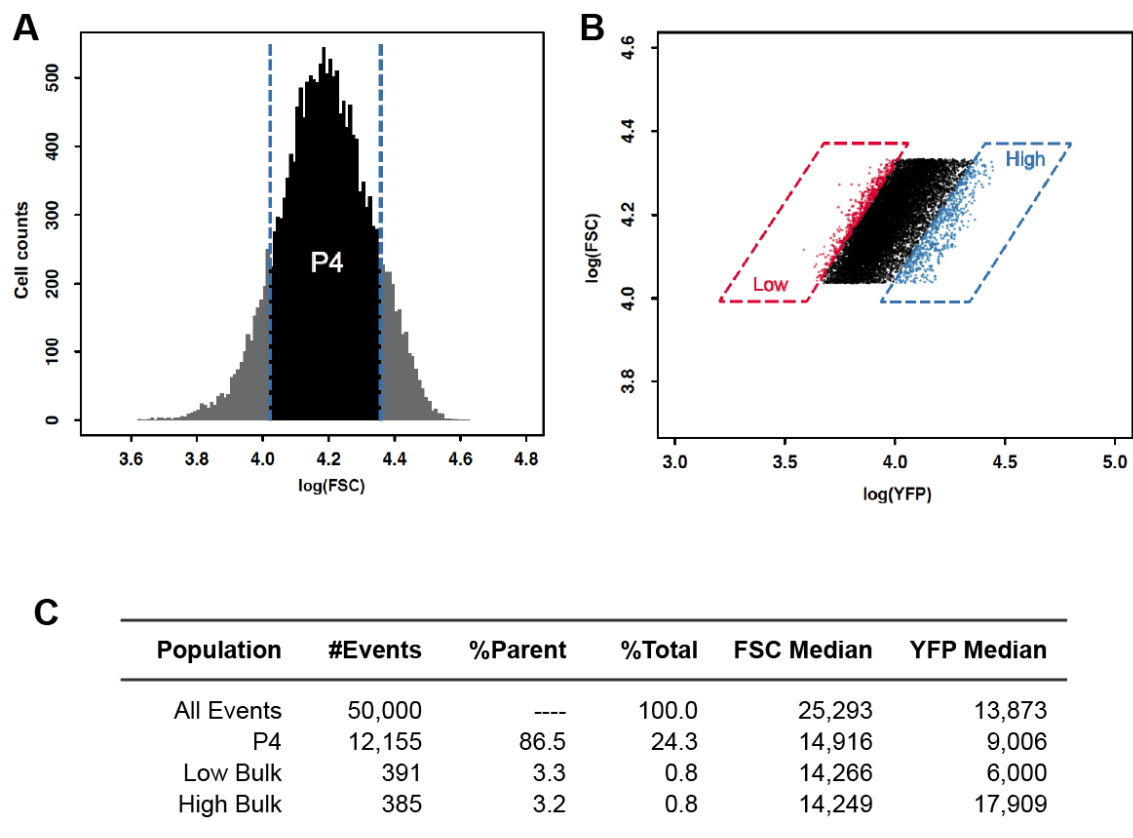 A
Cell counts
500
400
300
200
100
0
P4
3.6 3.8 4.0 4.2 4.4 4.6 4.8
log(FSC)
B
log(FSC)
4.6
4.4
4.2
4.0
3.8
High
Low
3.0 3.5 4.0 4.5 5.0
log(YFP)
C
Population #Events %Parent %Total FSC Median YFP Median
All Events 50,000 ---- 100.0 25,293 13,873
P4 12,155 86.5 24.3 14,916 9,006
Low Bulk 391 3.3 0.8 14,266 6,000
High Bulk 385 3.2 0.8 14,249 17,909